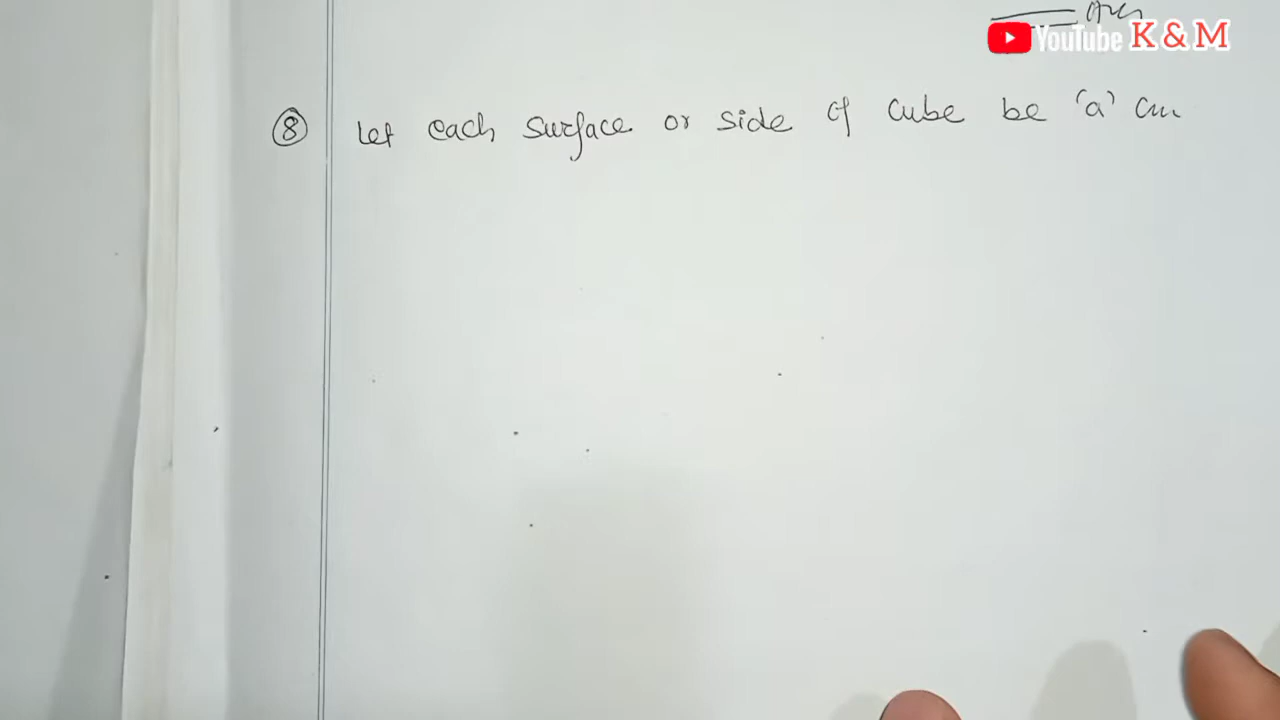 YouTube K & M
⑧ Let each surface or side of cube be 'a' cm